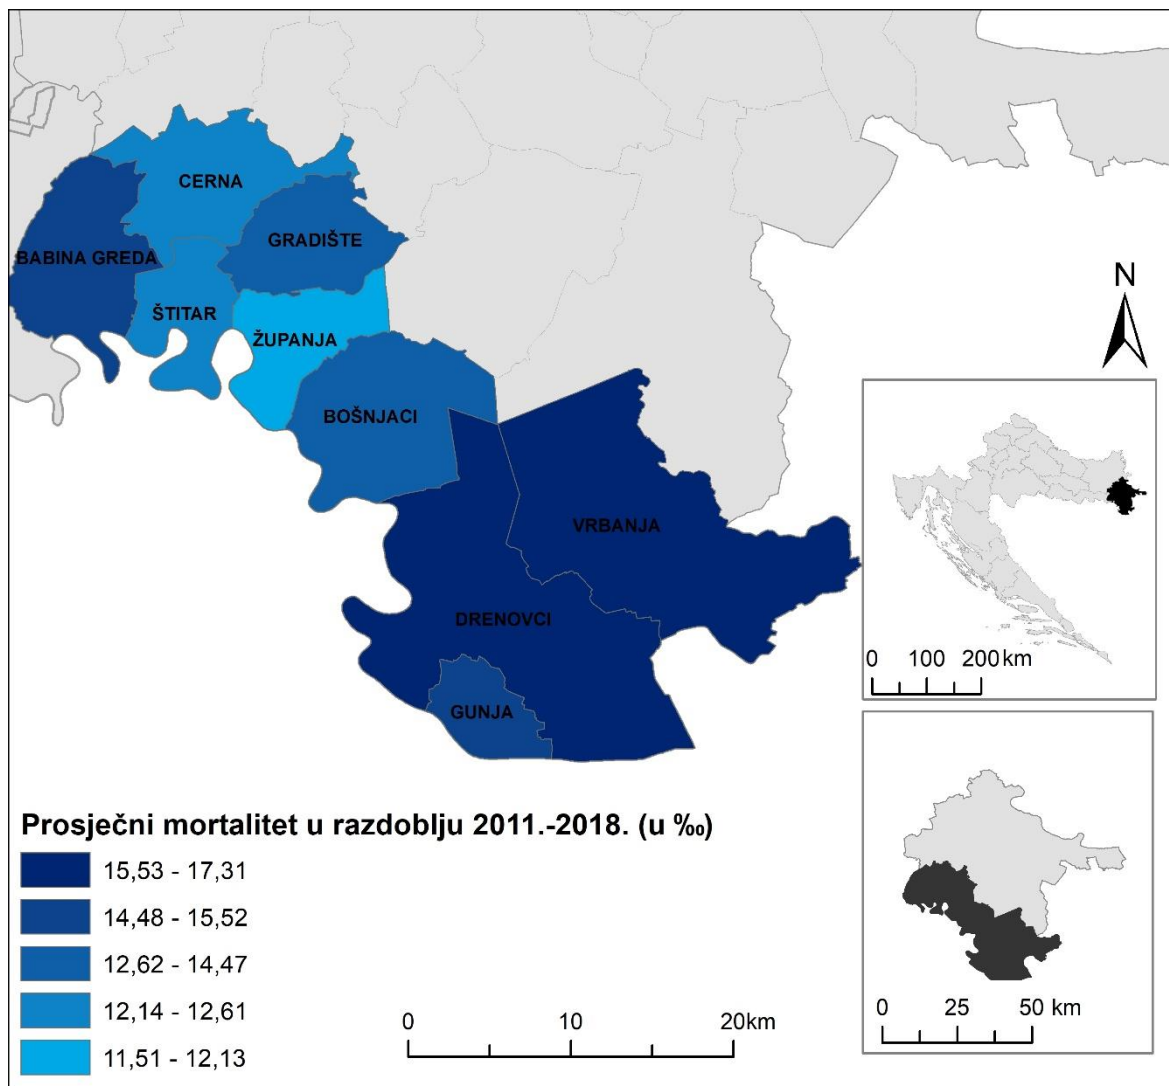 CERNA
GRADIŠTE
BABINA GREDA
ŠTITAR
ŽUPANJA
BOŠNJACI
VRBANJA
DRENOVCI
GUNJA
N
0 100 200 km
0 25 50 km
Prosječni mortalitet u razdoblju 2011.-2018. (u ‰)
15,53 - 17,31
14,48 - 15,52
12,62 - 14,47
12,14 - 12,61
11,51 - 12,13
0 10 20km